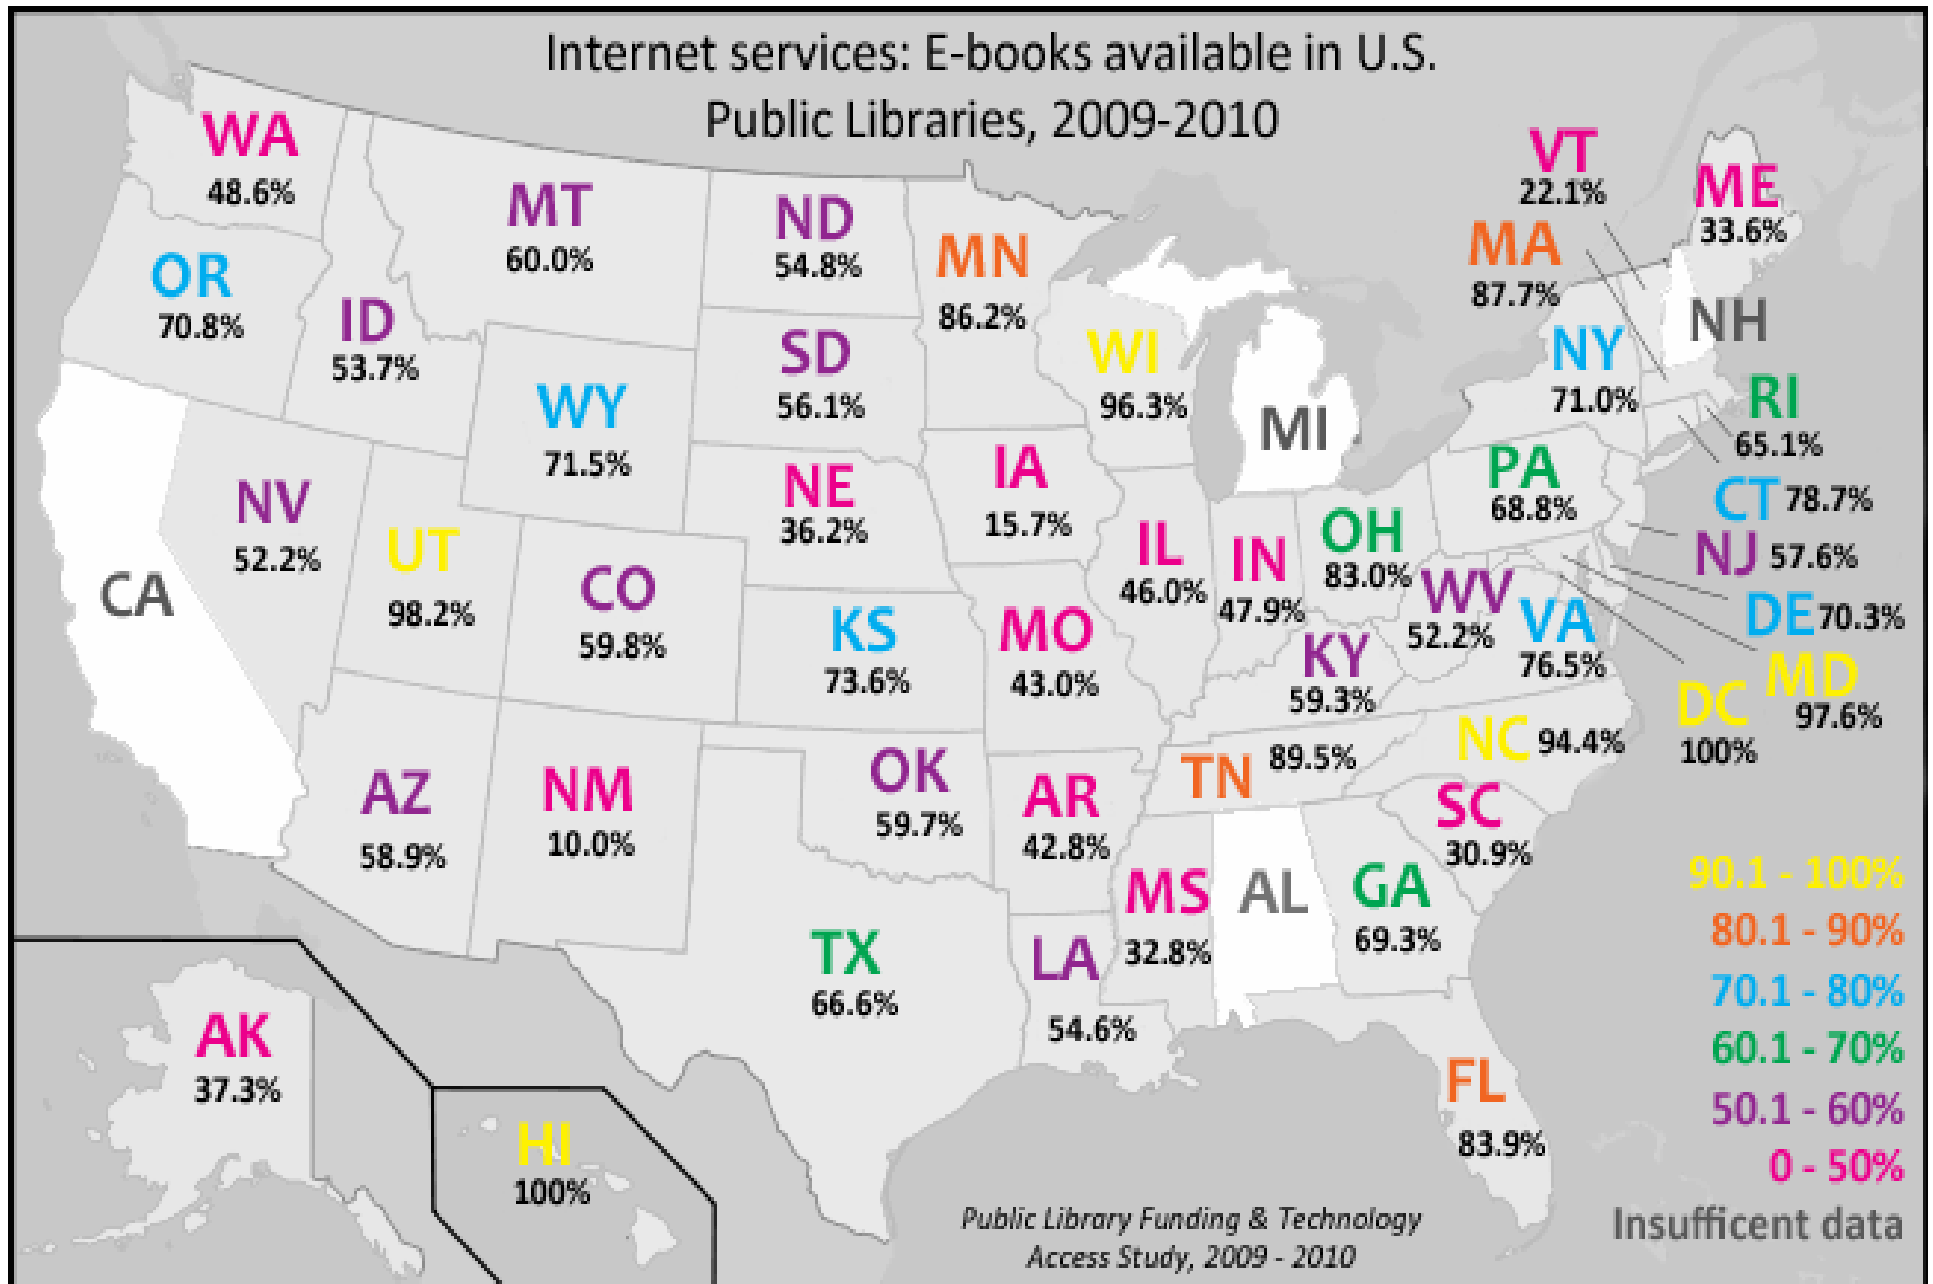 Internet services: E-books available in U.S.
Public Libraries, 2009-2010
WA
48.6%
OR
70.8%
CA
ID
53.7%
NV
52.2%
MT
60.0%
WY
71.5%
UT
98.2%
CO
59.8%
AZ
58.9%
NM
10.0%
ND
54.8%
SD
56.1%
NE
36.2%
KS
73.6%
OK
59.7%
TX
66.6%
MN
86.2%
IA
15.7%
MO
43.0%
AR
42.8%
LA
54.6%
WI
96.3%
IL
46.0%
MI
IN
47.9%
OH
83.0%
KY
59.3%
TN 89.5%
MS
32.8%
AL
GA
69.3%
FL
83.9%
SC
30.9%
NC 94.4%
WV
52.2%
VA
76.5%
PA
68.8%
NY
71.0%
VT
22.1%
MA
87.7%
ME
33.6%
NH
RI
65.1%
CT 78.7%
NJ 57.6%
DE 70.3%
MD
97.6%
DC
100%
AK
37.3%
HI
100%
90.1 - 100%
80.1 - 90%
70.1 - 80%
60.1 - 70%
50.1 - 60%
0 - 50%
Insufficent data
Public Library Funding & Technology
Access Study, 2009 - 2010